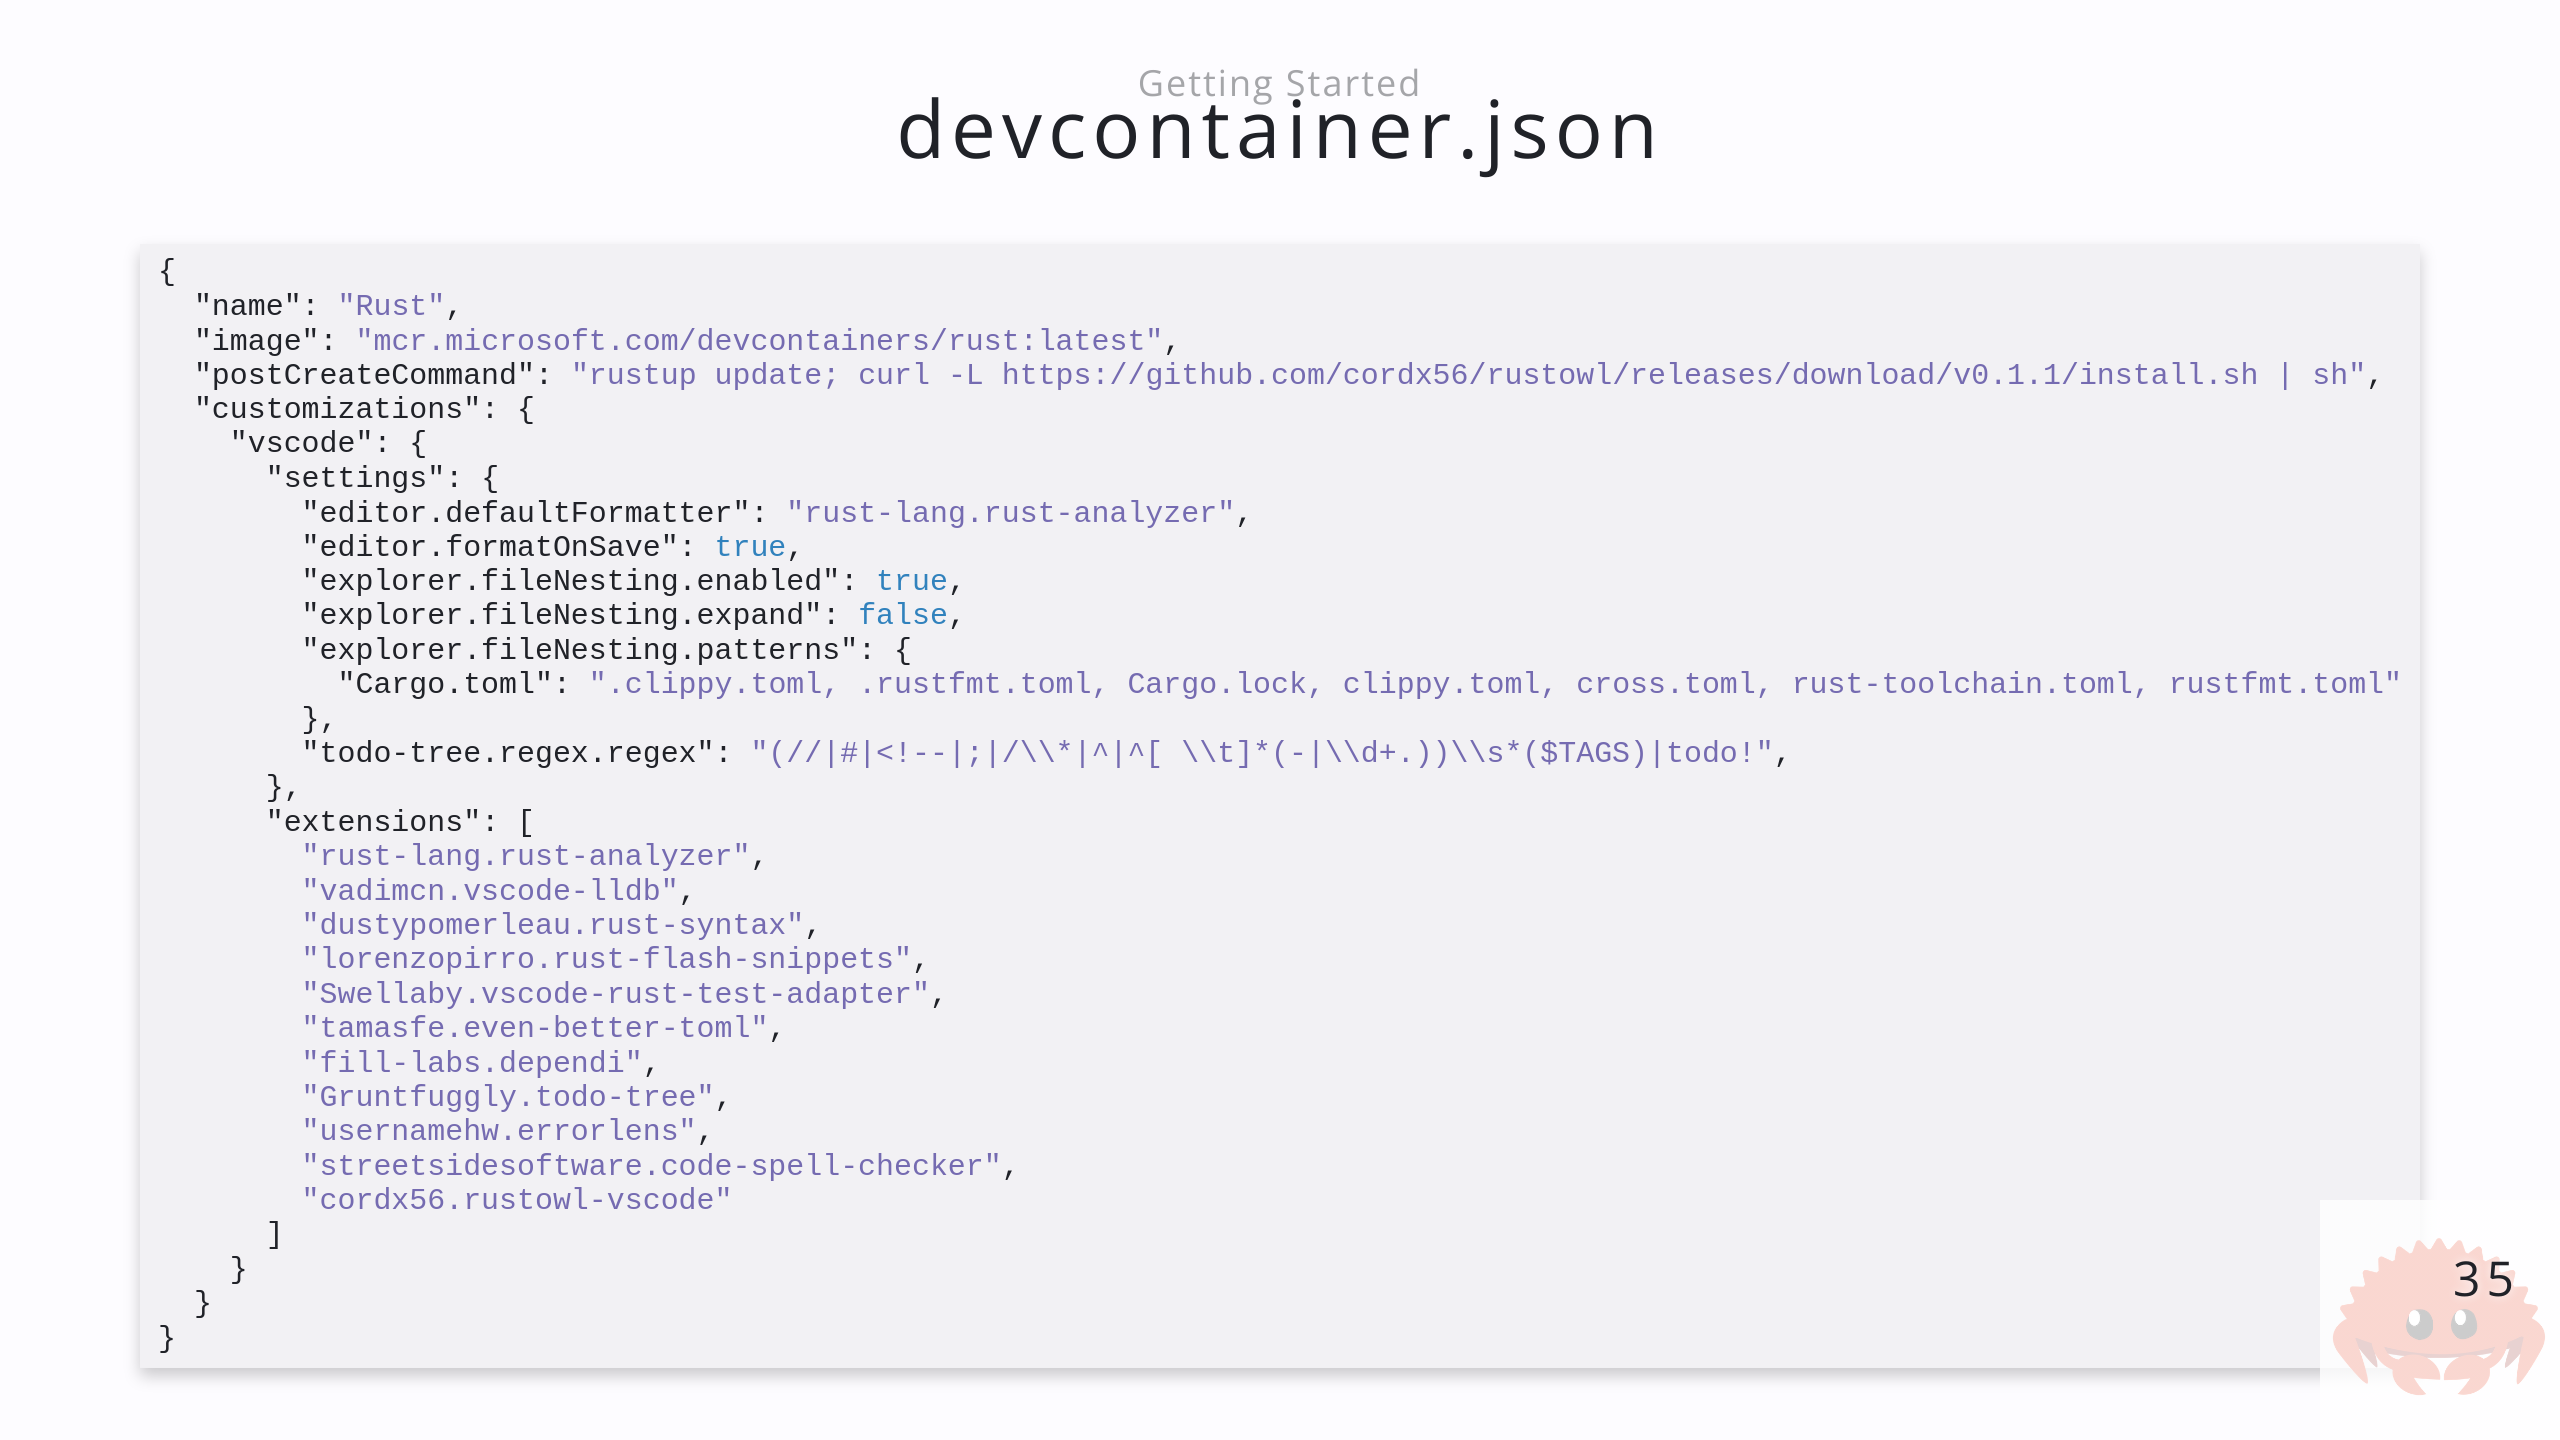 Getting Started
devcontainer.json
{
  "name": "Rust",
  "image": "mcr.microsoft.com/devcontainers/rust:latest",
  "postCreateCommand": "rustup update; curl -L https://github.com/cordx56/rustowl/releases/download/v0.1.1/install.sh | sh",
  "customizations": {
    "vscode": {
      "settings": {
        "editor.defaultFormatter": "rust-lang.rust-analyzer",
        "editor.formatOnSave": true,
        "explorer.fileNesting.enabled": true,
        "explorer.fileNesting.expand": false,
        "explorer.fileNesting.patterns": {
          "Cargo.toml": ".clippy.toml, .rustfmt.toml, Cargo.lock, clippy.toml, cross.toml, rust-toolchain.toml, rustfmt.toml"
        },
        "todo-tree.regex.regex": "(//|#|<!--|;|/\\*|^|^[ \\t]*(-|\\d+.))\\s*($TAGS)|todo!",
      },
      "extensions": [
        "rust-lang.rust-analyzer",
        "vadimcn.vscode-lldb",
        "dustypomerleau.rust-syntax",
        "lorenzopirro.rust-flash-snippets",
        "Swellaby.vscode-rust-test-adapter",
        "tamasfe.even-better-toml",
        "fill-labs.dependi",
        "Gruntfuggly.todo-tree",
        "usernamehw.errorlens",
        "streetsidesoftware.code-spell-checker",
        "cordx56.rustowl-vscode"
      ]
    }
  }
}
35